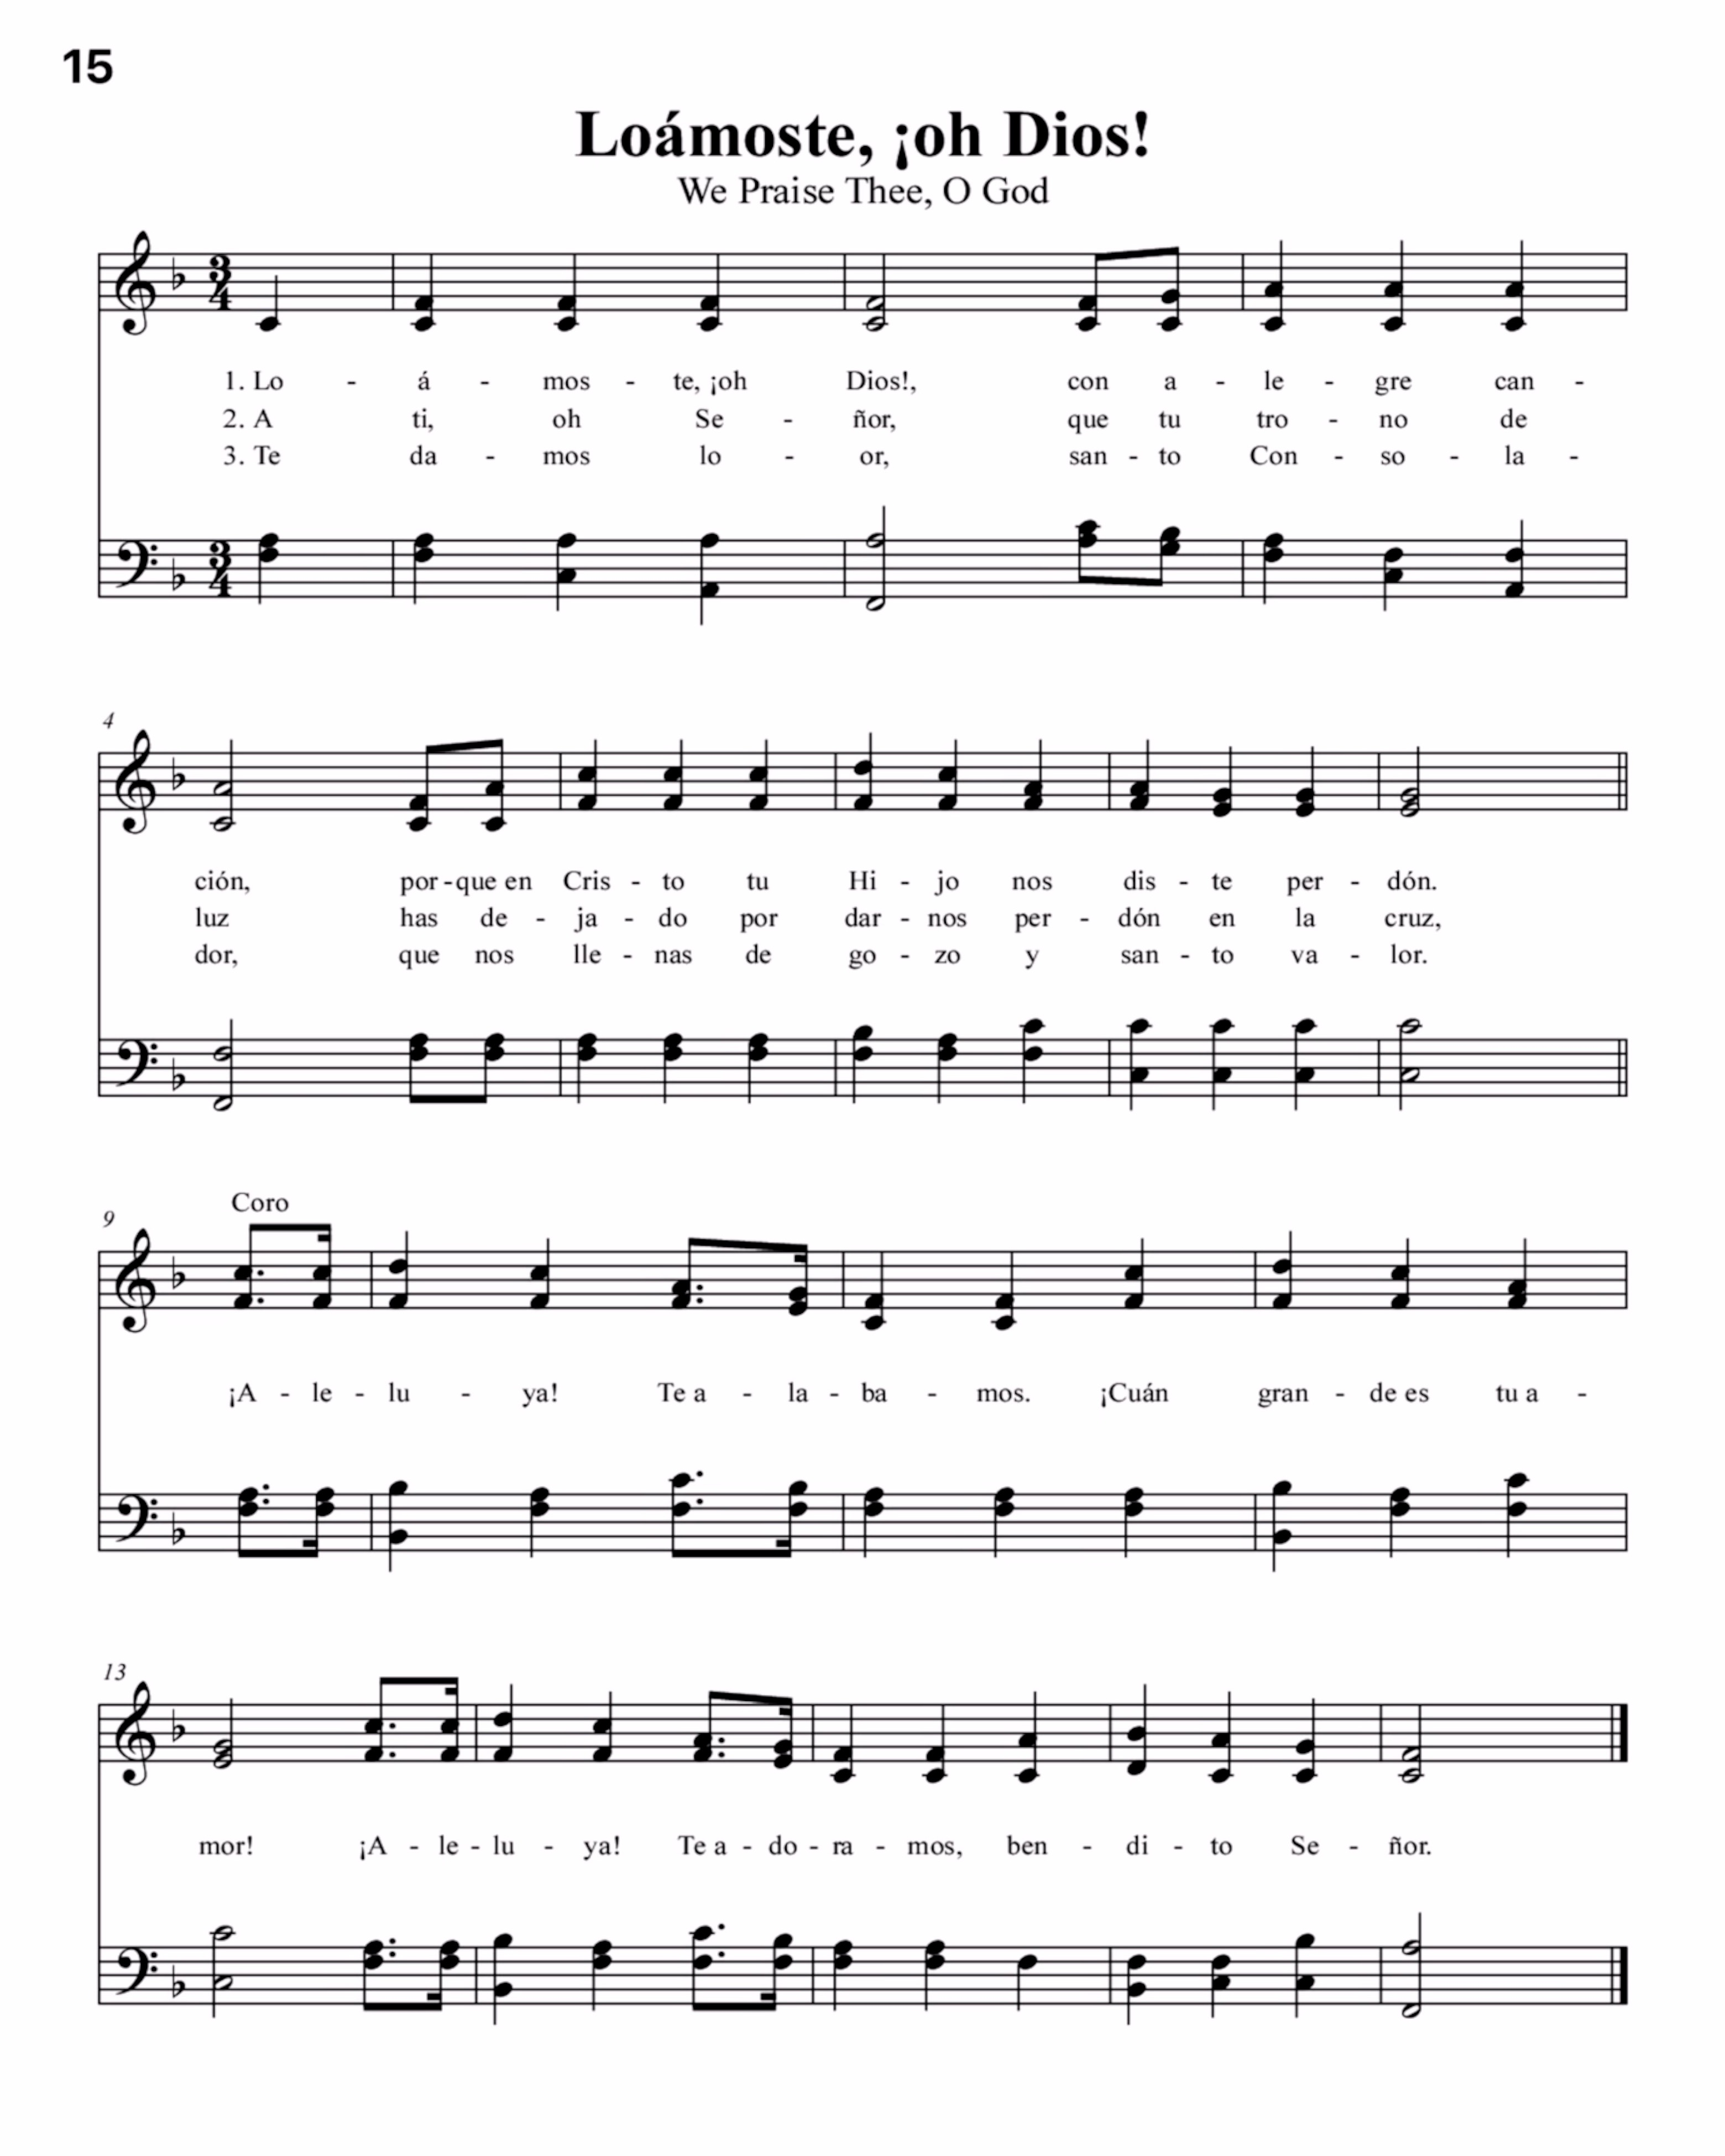 15
Loámoste, ¡oh Dios!
We Praise Thee, O God
3 4
1. Lo - á - mos - te, ¡oh Dios!, con a - le - gre can -
2. A ti, oh Se - ñor, que tu tro - no de
3. Te da - mos lo - or, san - to Con - so - la -
3 4
4
ción, por - que en Cris - to tu Hi - jo nos dis - te per - dón.
luz has de - ja - do por dar - nos per - dón en la cruz,
dor, que nos lle - nas de go - zo y san - to va - lor.
Coro
9
¡A - le - lu - ya! Te a - la - ba - mos. ¡Cuán gran - de es tu a -
13
mor! ¡A - le - lu - ya! Te a - do - ra - mos, ben - di - to Se - ñor.